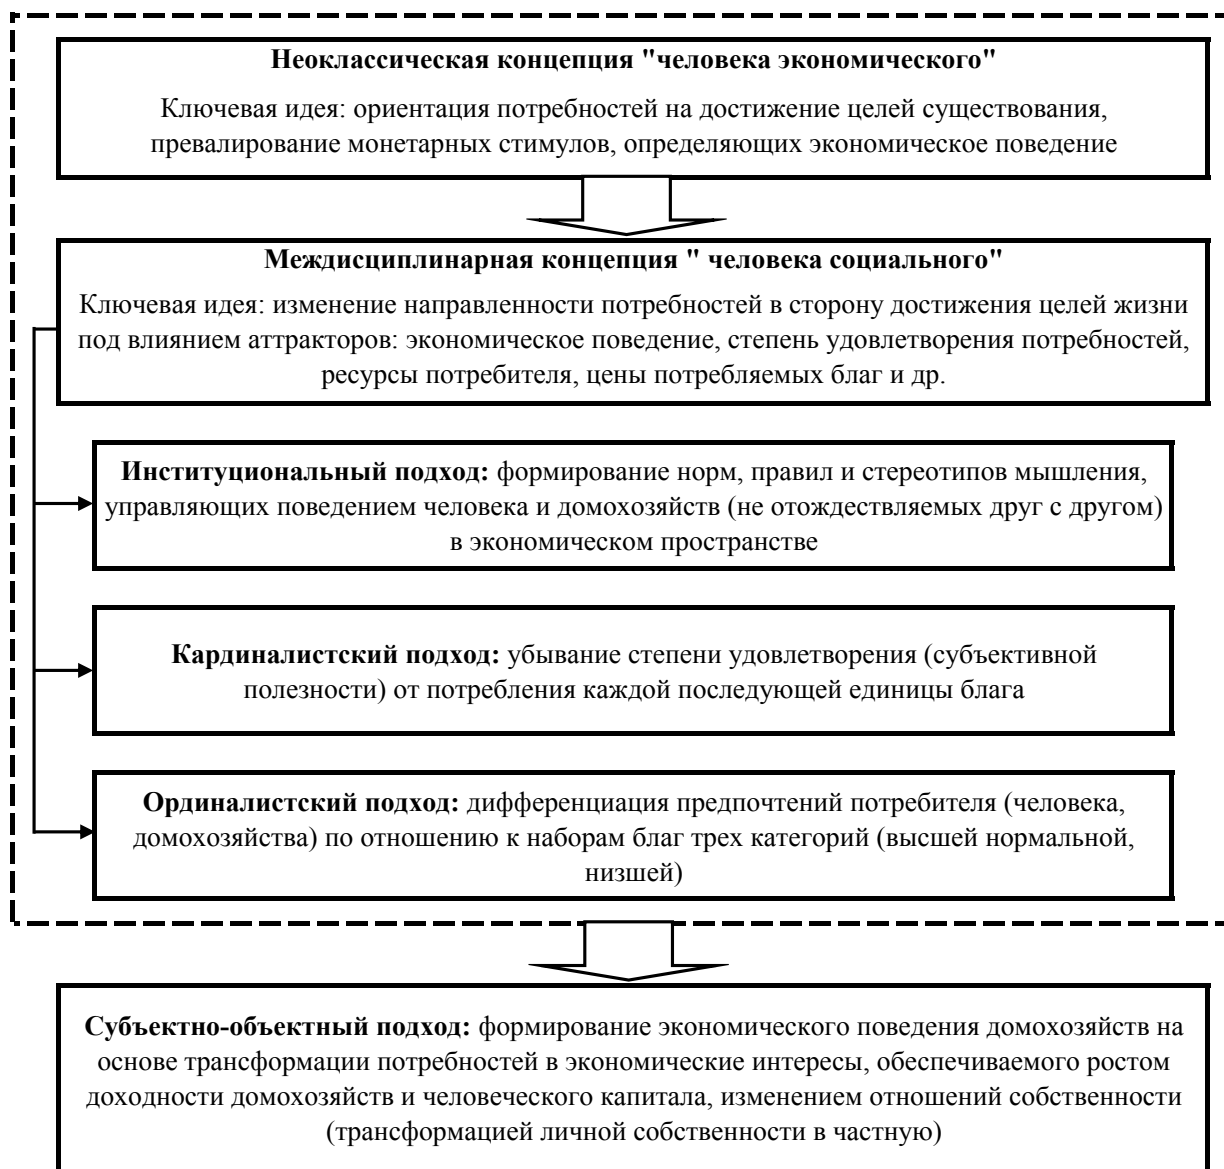 Неоклассическая концепция "человека экономического"
Ключевая идея: ориентация потребностей на достижение целей существования,
превалирование монетарных стимулов, определяющих экономическое поведение
Междисциплинарная концепция " человека социального"
Ключевая идея: изменение направленности потребностей в сторону достижения целей жизни
под влиянием аттракторов: экономическое поведение, степень удовлетворения потребностей,
ресурсы потребителя, цены потребляемых благ и др.
Институциональный подход: формирование норм, правил и стереотипов мышления,
управляющих поведением человека и домохозяйств (не отождествляемых друг с другом)
в экономическом пространстве
Кардиналистский подход: убывание степени удовлетворения (субъективной
полезности) от потребления каждой последующей единицы блага
Ординалистский подход: дифференциация предпочтений потребителя (человека,
домохозяйства) по отношению к наборам благ трех категорий (высшей нормальной,
низшей)
Субъектно-объектный подход: формирование экономического поведения домохозяйств на
основе трансформации потребностей в экономические интересы, обеспечиваемого ростом
доходности домохозяйств и человеческого капитала, изменением отношений собственности
(трансформацией личной собственности в частную)